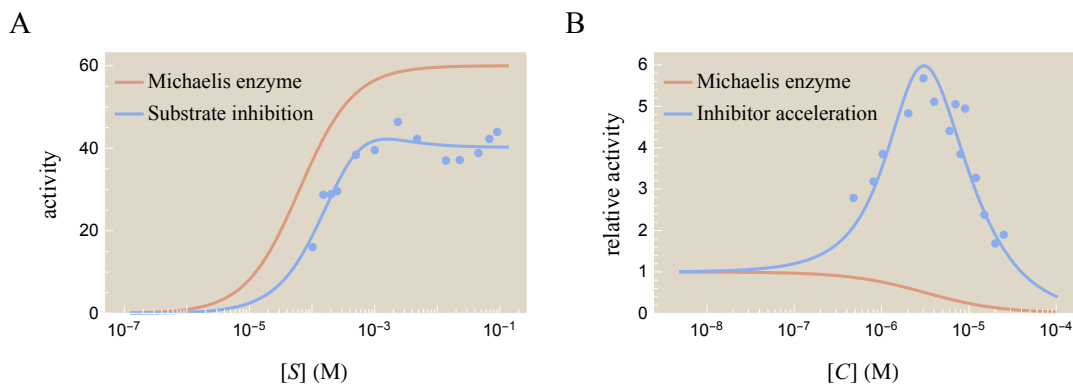 A
60
40
20
0
activity
Michaelis enzyme
Substrate inhibition
10⁻⁷
10⁻⁵
10⁻³
10⁻¹
[S] (M)
B
6
5
4
3
2
1
0
relative activity
Michaelis enzyme
Inhibitor acceleration
10⁻⁸
10⁻⁷
10⁻⁶
10⁻⁵
10⁻⁴
[C] (M)